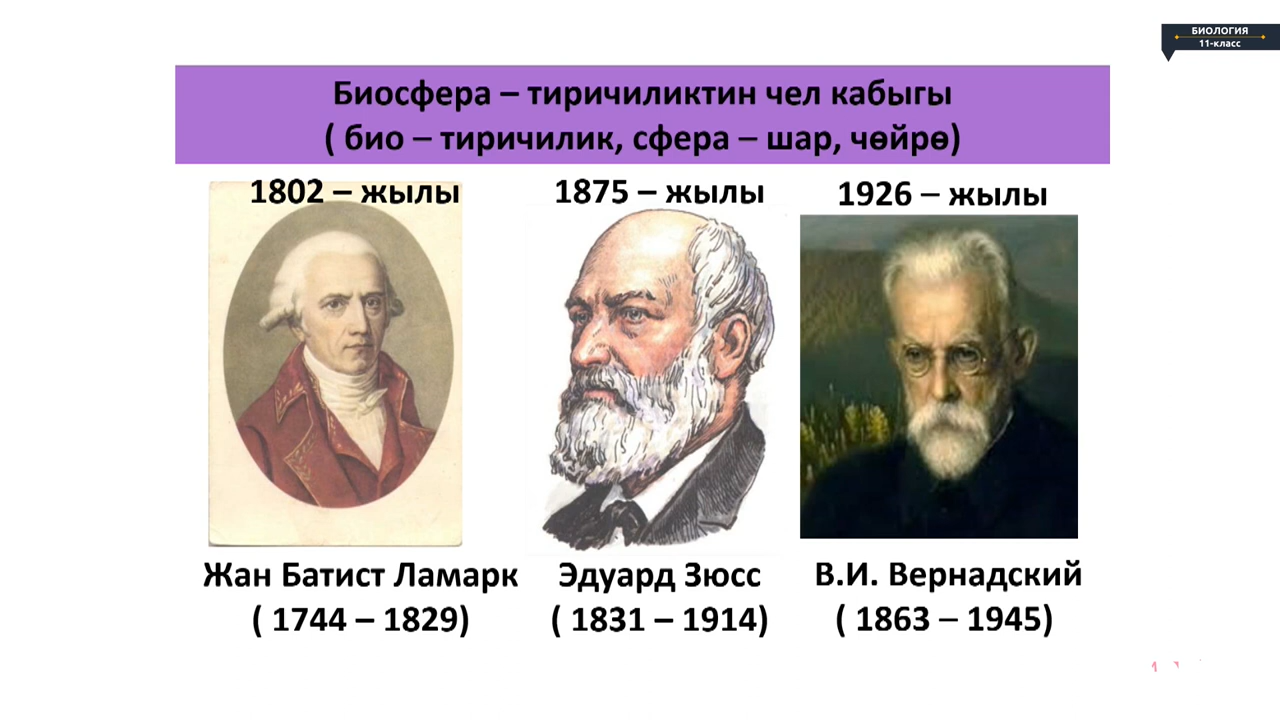 БИОЛОГИЯ
11-класс
Биосфера – тиричиликтин чел кабыгы
( био – тиричилик, сфера – шар, чөйрө)
1802 – жылы
1875 – жылы
1926 – жылы
Жан Батист Ламарк
( 1744 – 1829)
Эдуард Зюсс
( 1831 – 1914)
В.И. Вернадский
( 1863 – 1945)